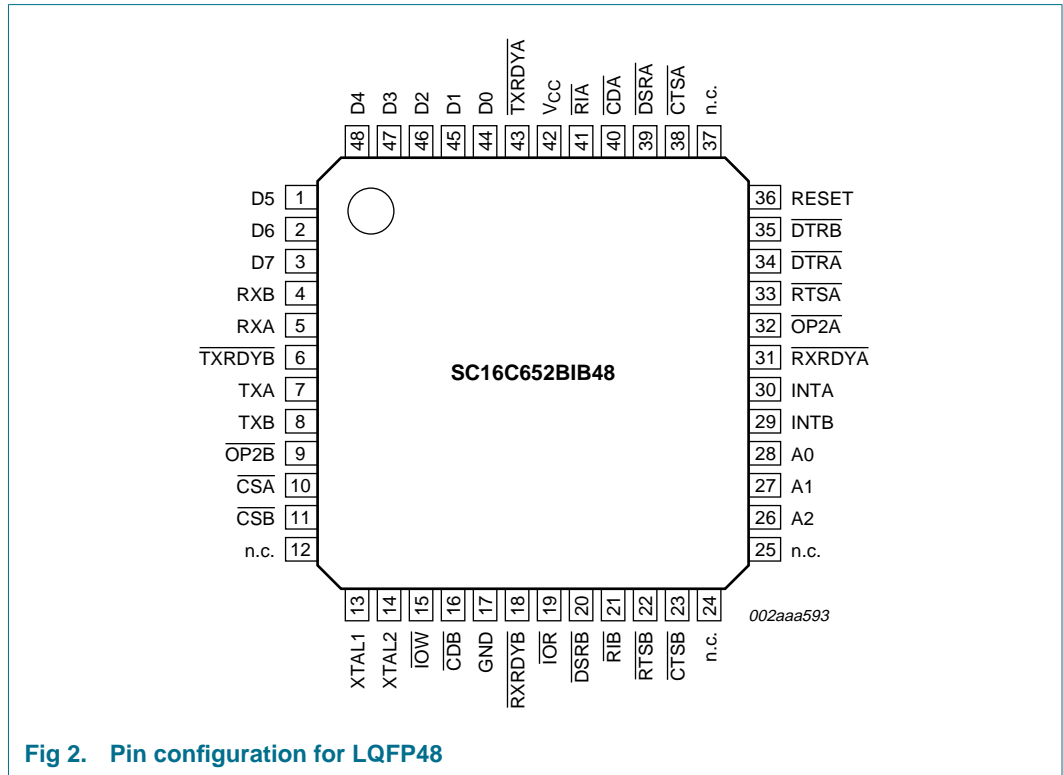 48 D4
47 D3
46 D2
45 D1
44 D0
43 TXRDYA
42 VCC
41 RIA
40 CDA
39 DSRA
38 CTSA
37 n.c.
D5 1
D6 2
D7 3
RXB 4
RXA 5
TXRDYB 6
TXA 7
TXB 8
OP2B 9
CSA 10
CSB 11
n.c. 12
SC16C652BIB48
36 RESET
35 DTRB
34 DTRA
33 RTSA
32 OP2A
31 RXRDYA
30 INTA
29 INTB
28 A0
27 A1
26 A2
25 n.c.
XTAL1 13
XTAL2 14
IOW 15
CDB 16
GND 17
RXRDYB 18
IOR 19
DSRB 20
RIB 21
RTSB 22
CTSB 23
n.c. 24
002aaa593
Fig 2. Pin configuration for LQFP48